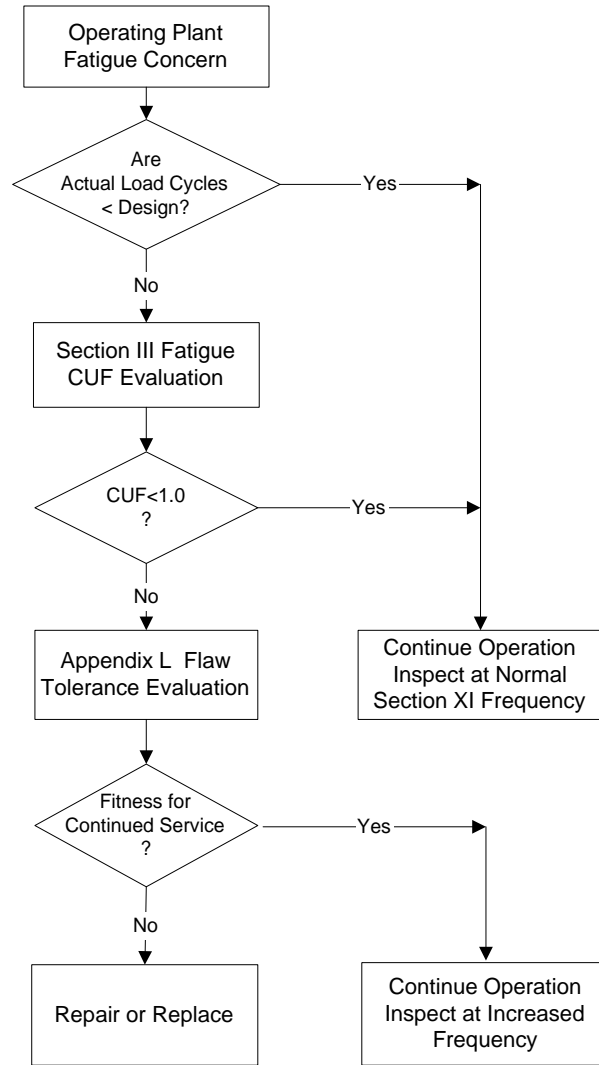 Operating Plant
Fatigue Concern
Are
Actual Load Cycles
< Design?
Yes
No
Section III Fatigue
CUF Evaluation
CUF<1.0
?
Yes
No
Appendix L Flaw
Tolerance Evaluation
Continue Operation
Inspect at Normal
Section XI Frequency
Fitness for
Continued Service
?
Yes
No
Repair or Replace
Continue Operation
Inspect at Increased
Frequency